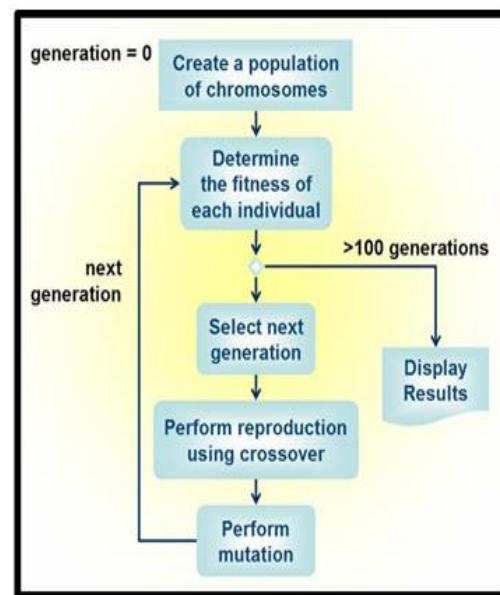 generation = 0
Create a population
of chromosomes
Determine
the fitness of
each individual
>100 generations
next
generation
Select next
generation
Display
Results
Perform reproduction
using crossover
Perform
mutation